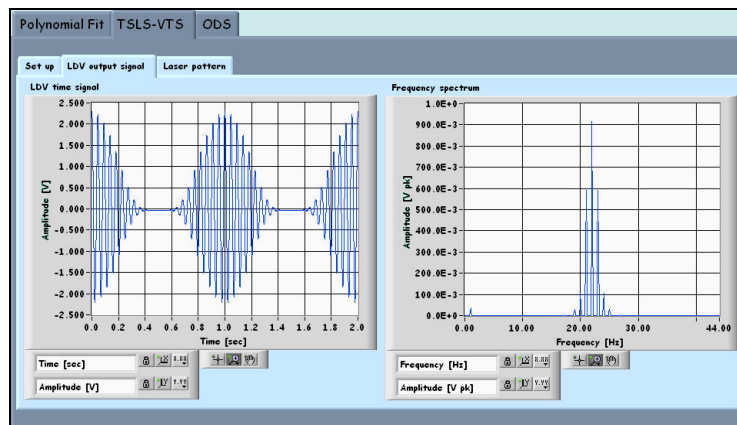 Polynomial Fit TSLS-VTS ODS
Set up LDV output signal Laser pattern
LDV time signal
2.500
2.000
1.500
1.000
0.500
0.000
-0.500
-1.000
-1.500
-2.000
-2.500
Amplitude [V]
0.0 0.2 0.4 0.6 0.8 1.0 1.2 1.4 1.6 1.8 2.0
Time [sec]
Time [sec]
Amplitude [V]
Frequency spectrum
1.0E+0
900.0E-3
800.0E-3
700.0E-3
600.0E-3
500.0E-3
400.0E-3
300.0E-3
200.0E-3
100.0E-3
0.0E+0
Amplitude [V pk]
0.00 10.00 20.00 30.00 44.00
Frequency [Hz]
Frequency [Hz]
Amplitude [V pk]